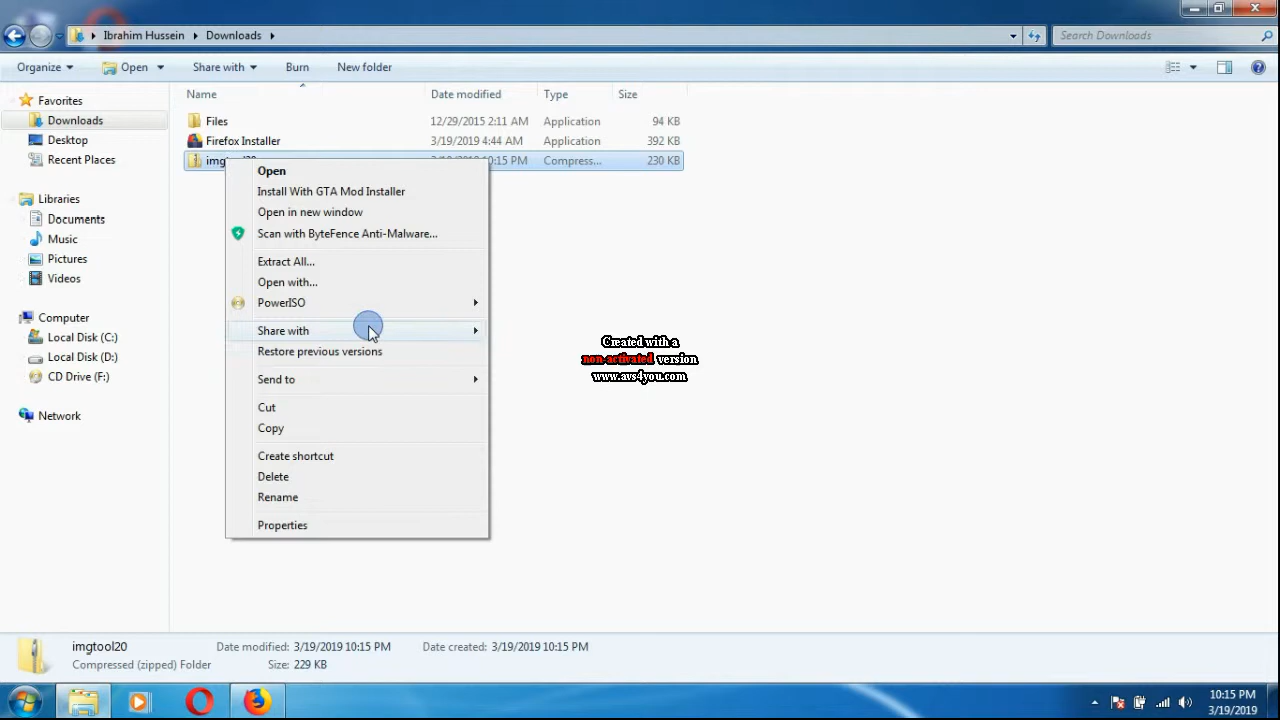 Ibrahim Hussein
Downloads
Search Downloads
Organize
Open
Share with
Burn
New folder
Name
Date modified
Type
Size
Favorites
Downloads
Desktop
Recent Places
Libraries
Documents
Music
Pictures
Videos
Computer
Local Disk (C:)
Local Disk (D:)
CD Drive (F:)
Network
Files 12/29/2015 2:11 AM Application 94 KB
Firefox Installer 3/19/2019 4:44 AM Application 392 KB
10:15 PM Compress... 230 KB
Open
Install With GTA Mod Installer
Open in new window
Scan with ByteFence Anti-Malware...
Extract All...
Open with...
PowerISO
Share with
Restore previous versions
Send to
Cut
Copy
Create shortcut
Delete
Rename
Properties
Created with a
non-activated version
www.avs4you.com
imgtool20 Date modified: 3/19/2019 10:15 PM Date created: 3/19/2019 10:15 PM
Compressed (zipped) Folder Size: 229 KB
10:15 PM
3/19/2019